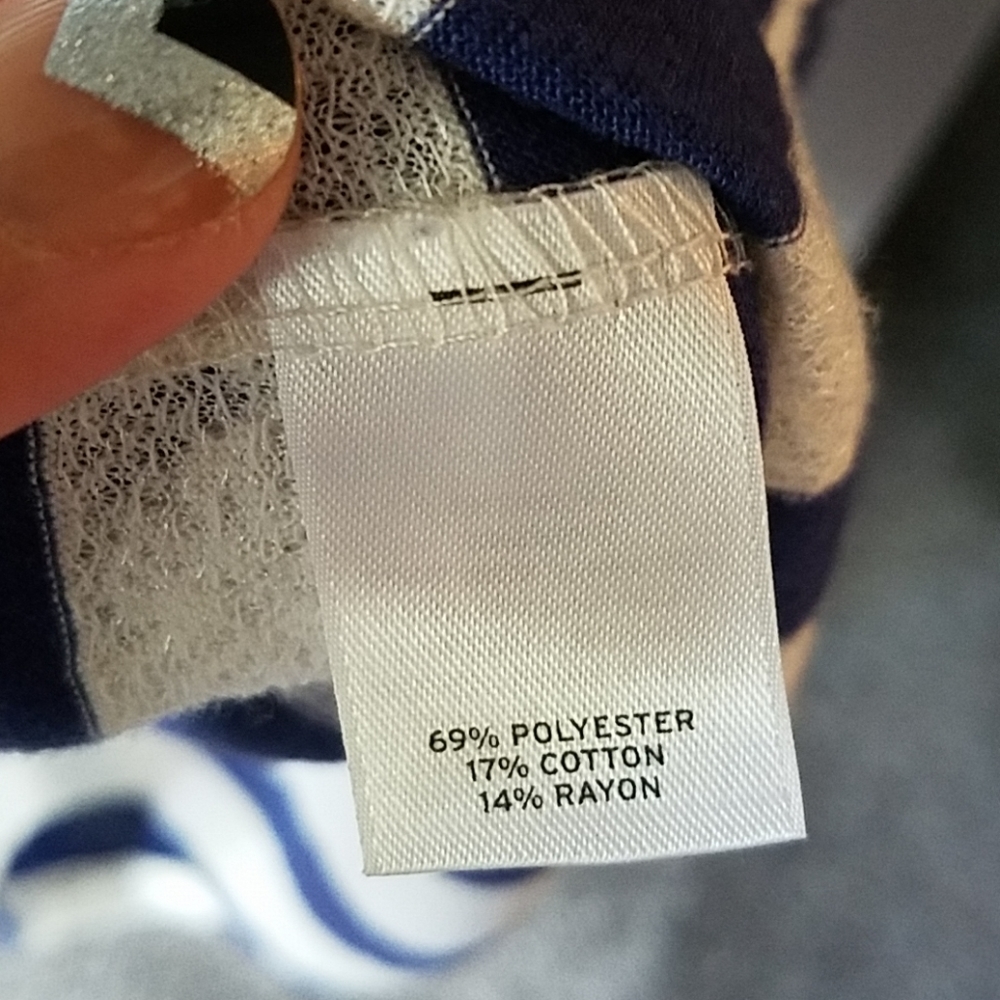 69% POLYESTER
17% COTTON
14% RAYON